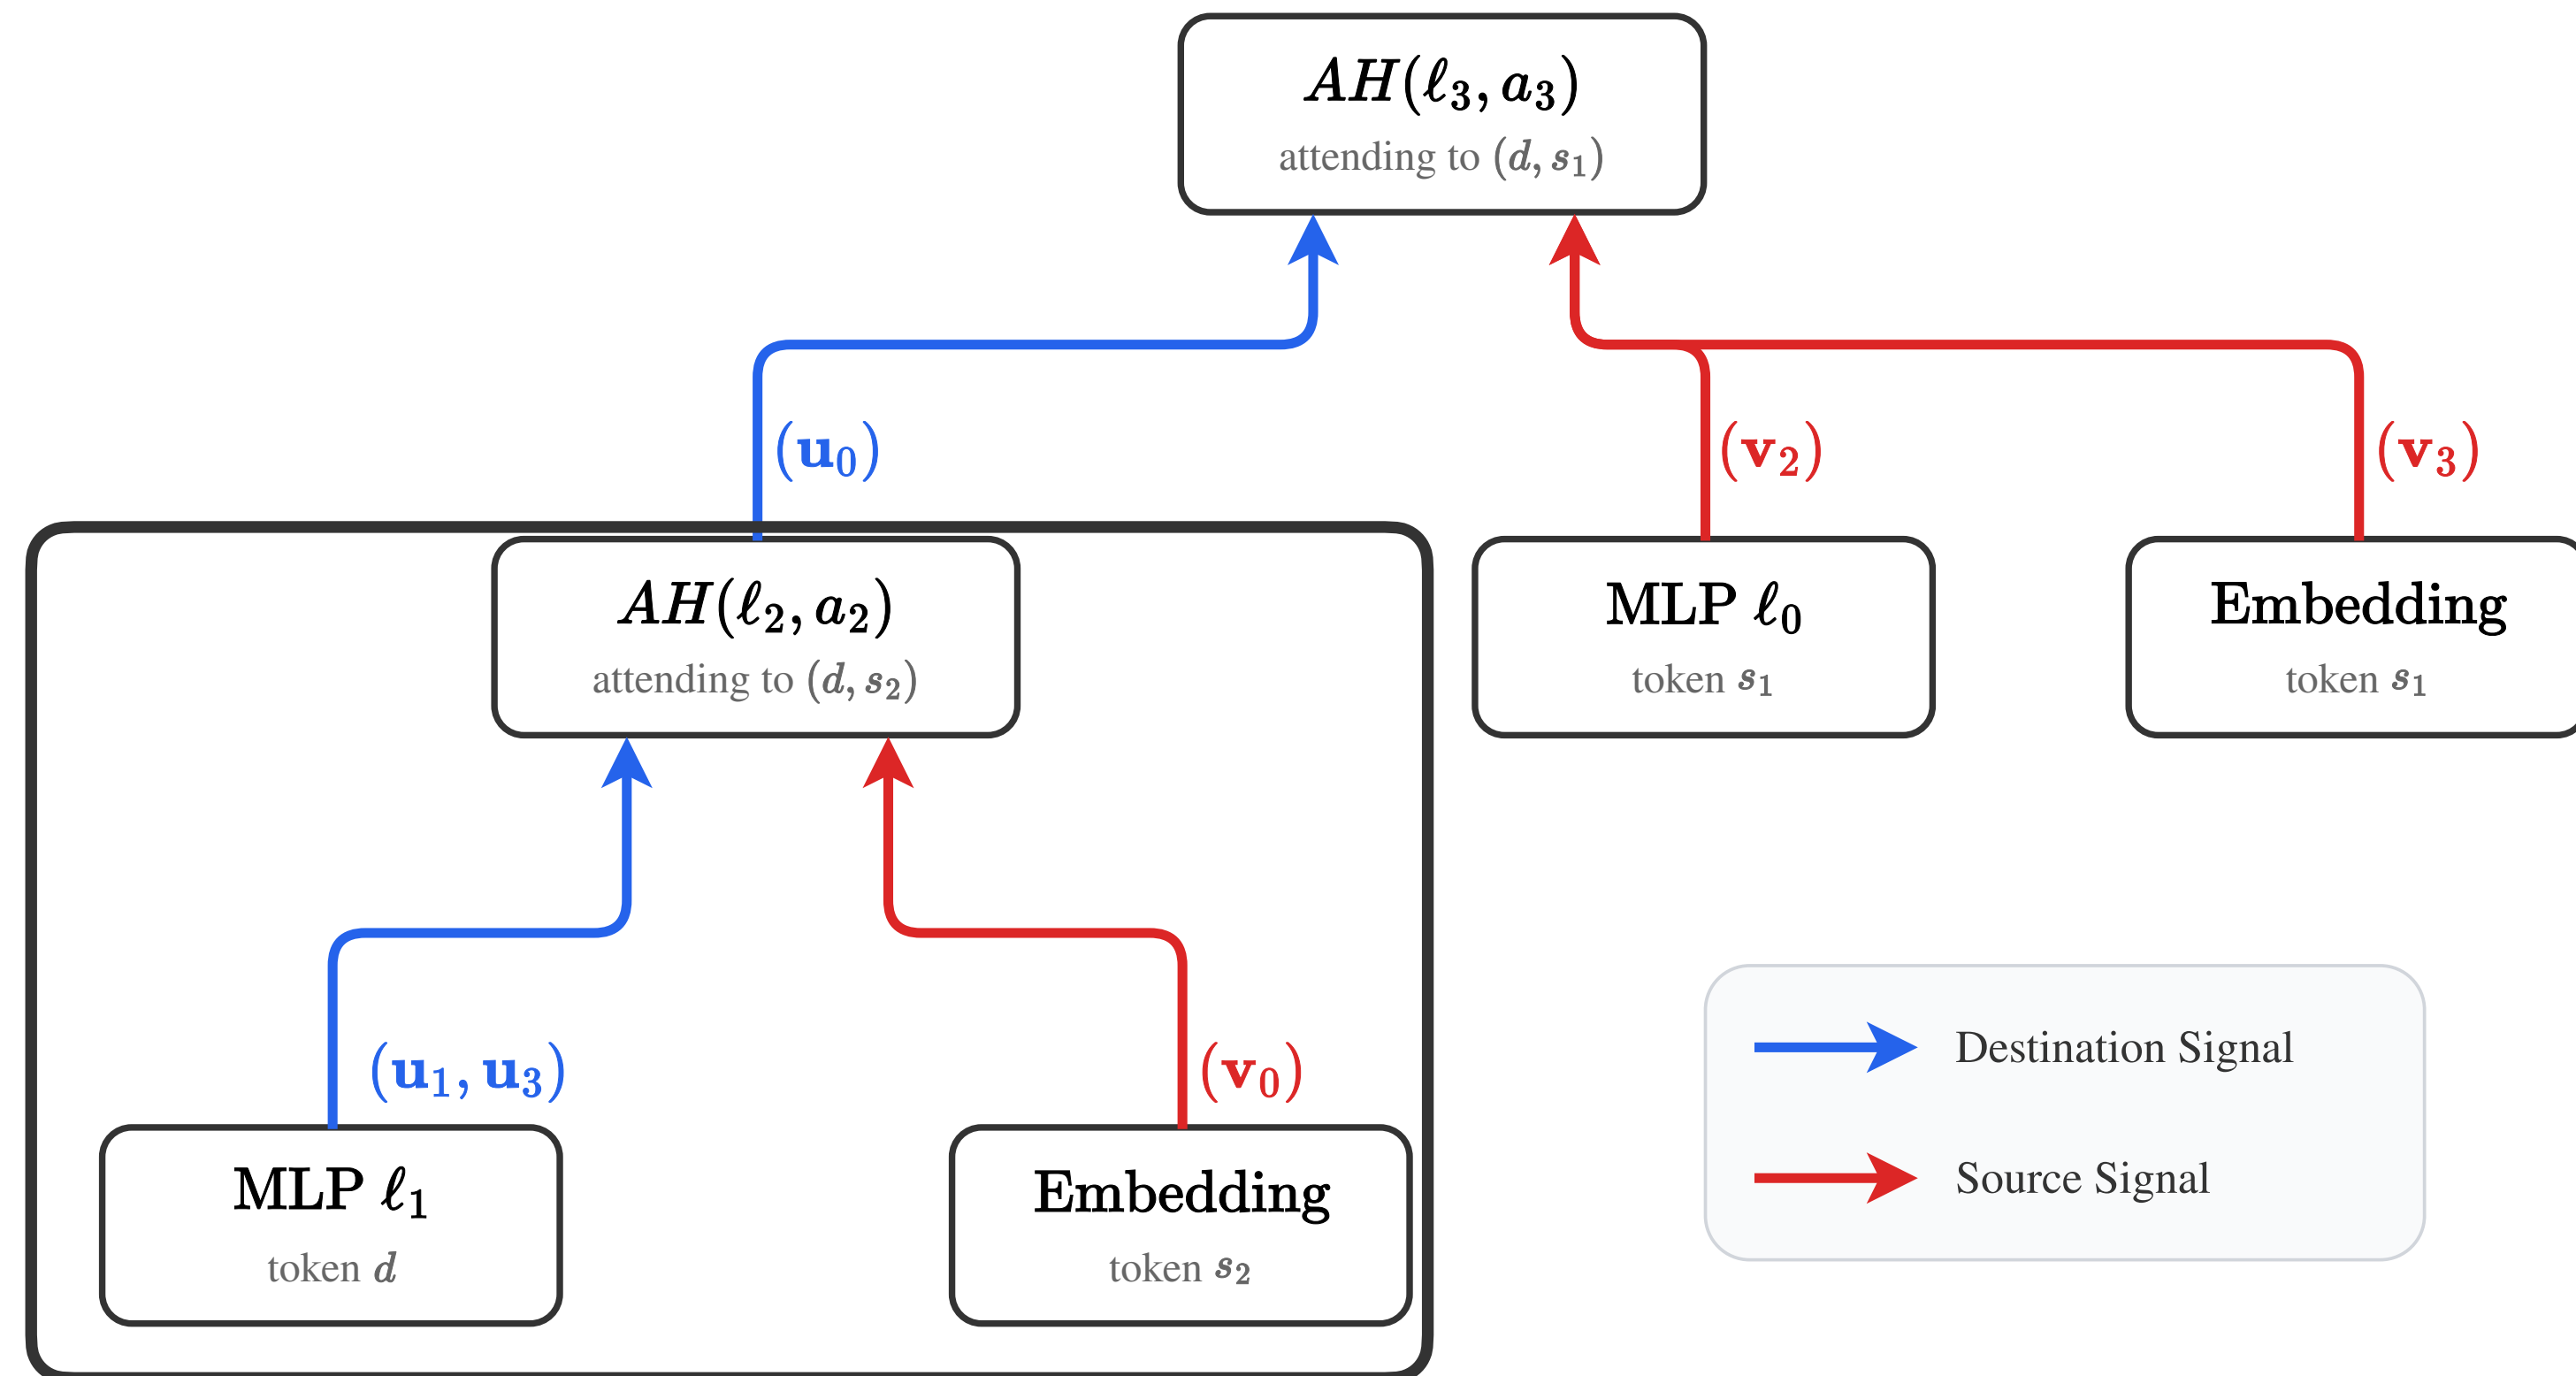 AH(ℓ₃, a₃)
attending to (d, s₁)
(u₀)
(v₂)
(v₃)
AH(ℓ₂, a₂)
attending to (d, s₂)
MLP ℓ₀
token s₁
Embedding
token s₁
(u₁, u₃)
(v₀)
MLP ℓ₁
token d
Embedding
token s₂
Destination Signal
Source Signal